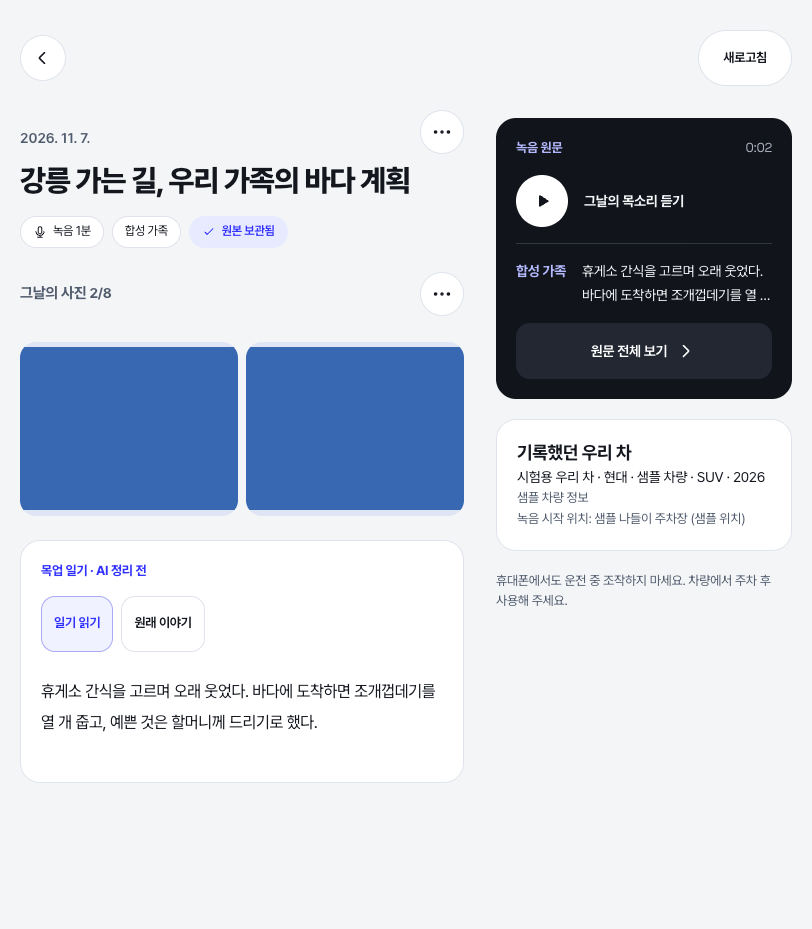 새로고침
2026. 11. 7.
강릉 가는 길, 우리 가족의 바다 계획
녹음 1분
합성 가족
원본 보관됨
그날의 사진 2/8
목업 일기 · AI 정리 전
일기 읽기
원래 이야기
휴게소 간식을 고르며 오래 웃었다. 바다에 도착하면 조개껍데기를
열 개 줍고, 예쁜 것은 할머니께 드리기로 했다.
녹음 원문
0:02
그날의 목소리 듣기
합성 가족
휴게소 간식을 고르며 오래 웃었다.
바다에 도착하면 조개껍데기를 열 ...
원문 전체 보기
기록했던 우리 차
시험용 우리 차 · 현대 · 샘플 차량 · SUV · 2026
샘플 차량 정보
녹음 시작 위치: 샘플 나들이 주차장 (샘플 위치)
휴대폰에서도 운전 중 조작하지 마세요. 차량에서 주차 후
사용해 주세요.